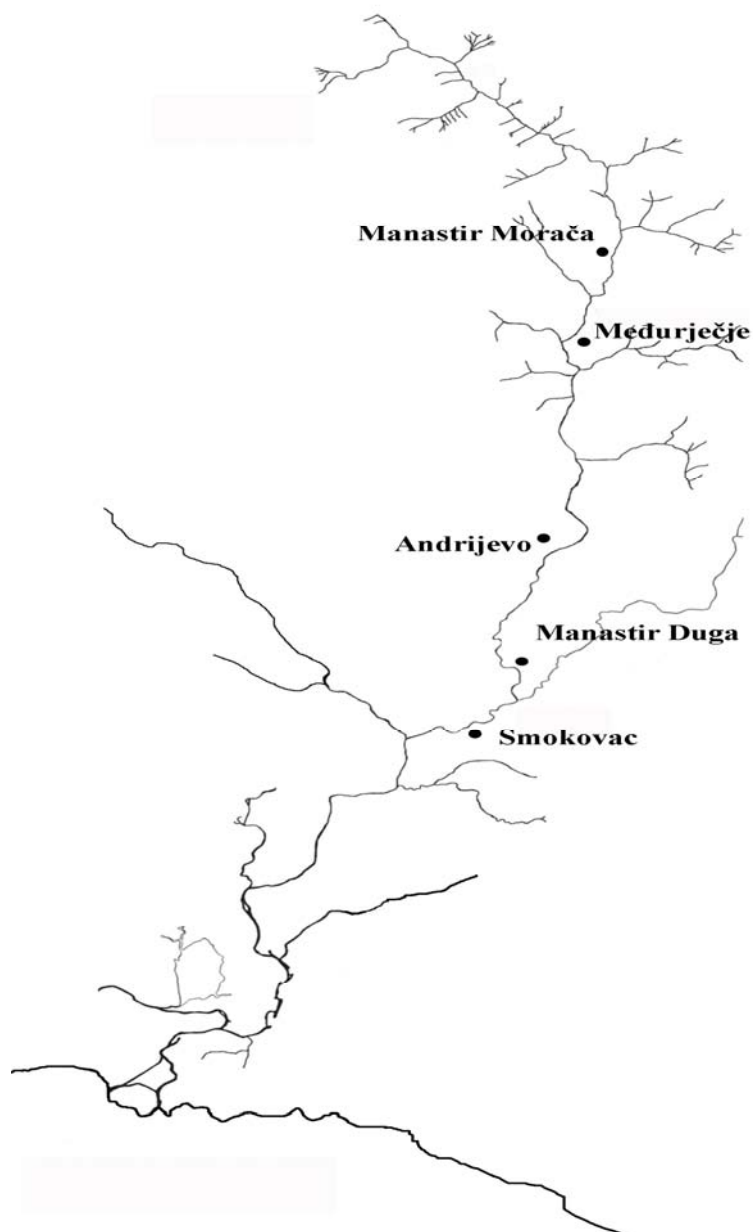 Manastir Morača
Međurječje
Andrijevo
Manastir Duga
Smokovac